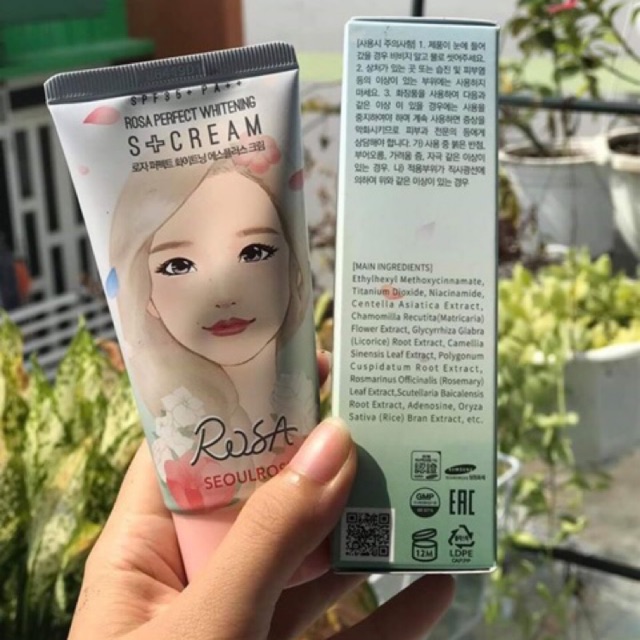 SPF35+ PA++
ROSA PERFECT WHITENING
S+CREAM
로자 퍼펙트 화이트닝 에스플러스 크림
ROSA
SEOULROS
[사용시 주의사항] 1. 제품이 눈에 들어
갔을 경우 비비지 말고 물로 씻어주세요.
2. 상처가 있는 곳 또는 습진 및 피부염
등의 이상이 있는 부위에는 사용하지
마세요. 3. 화장품을 사용하여 다음과
같은 이상 이 있을 경우에는 사용을
중지하여야 하며 계속 사용하면 증상을
악화시키므로 피부과 전문의 등에게
상담해야 합니다. 가) 사용 중 붉은 반점,
부어오름, 가려움 증, 자극 같은 이상이
있는 경우. 나) 적용부위가 직사광선에
의하여 위와 같은 이상이 있는 경우
[MAIN INGREDIENTS]
Ethylhexyl Methoxycinnamate,
Titanium Dioxide, Niacinamide,
Centella Asiatica Extract,
Chamomilla Recutita(Matricaria)
Flower Extract, Glycyrrhiza Glabra
(Licorice) Root Extract, Camellia
Sinensis Leaf Extract, Polygonum
Cuspidatum Root Extract,
Rosmarinus Officinalis (Rosemary)
Leaf Extract,Scutellaria Baicalensis
Root Extract, Adenosine, Oryza
Sativa (Rice) Bran Extract, etc.
GMP
EAC
12M
LDPE